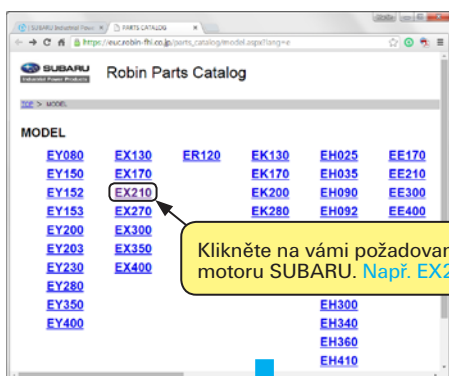 PARTS CATALOG
https://euc.robin-fhi.co.jp/parts_catalog/model.aspx?lang=e
SUBARU Robin Parts Catalog
Industrial Power Products
TOP > MODEL
MODEL
EY080 EX130 ER120 EK130 EH025 EE170
EY150 EX170 EK170 EH035 EE210
EY152 EX210 EK200 EH090 EE300
EY153 EX270 EK280 EH092 EE400
EY200 EX300
EY203 EX350
EY230 EX400
EY280
EY350 EH300
EY400 EH340
EH360
EH410
Klikněte na vámi požadovan
motoru SUBARU. Např. EX2